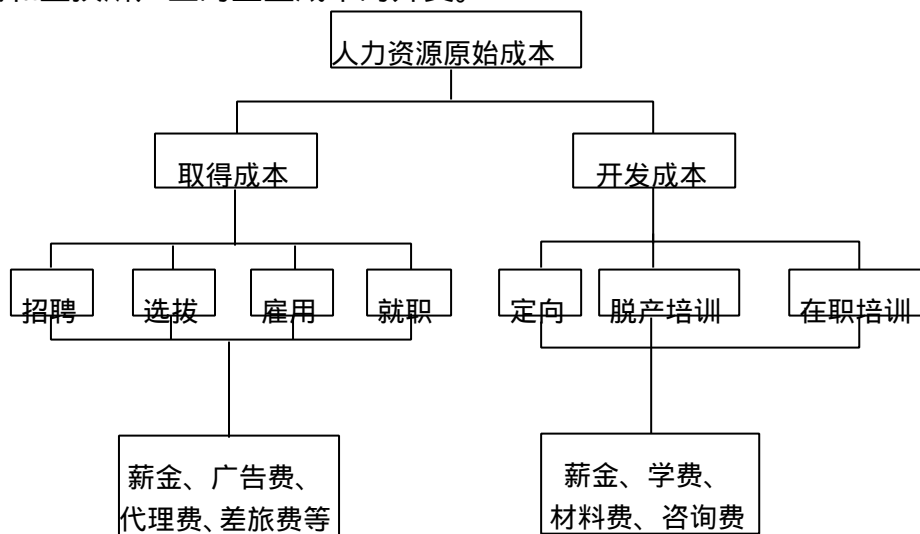 人力资源原始成本
取得成本
开发成本
招聘
选拔
雇用
就职
定向
脱产培训
在职培训
薪金、广告费、
代理费、差旅费等
薪金、学费、
材料费、咨询费